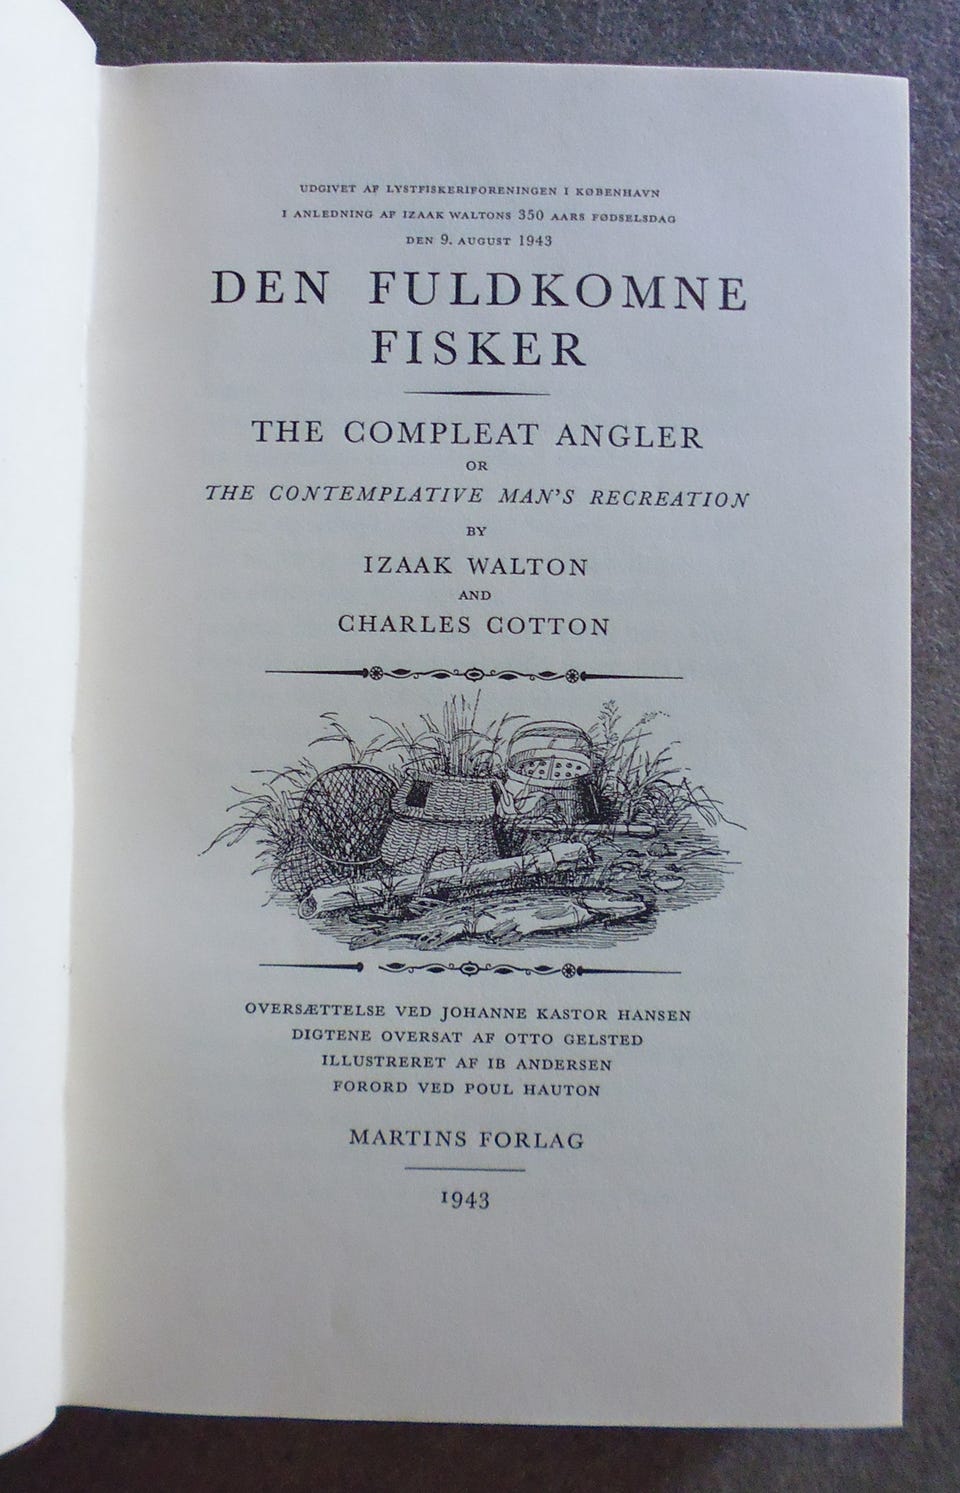 UDGIVET AF LYSTFISKERIFORENINGEN I KØBENHAVN
I ANLEDNING AF IZAAK WALTONS 350 AARS FØDSELSDAG
DEN 9. AUGUST 1943
DEN FULDKOMNE
FISKER
THE COMPLEAT ANGLER
OR
THE CONTEMPLATIVE MAN'S RECREATION
BY
IZAAK WALTON
AND
CHARLES COTTON
OVERSÆTTELSE VED JOHANNE KASTOR HANSEN
DIGTENE OVERSAT AF OTTO GELSTED
ILLUSTRERET AF IB ANDERSEN
FORORD VED POUL HAUTON
MARTINS FORLAG
1943